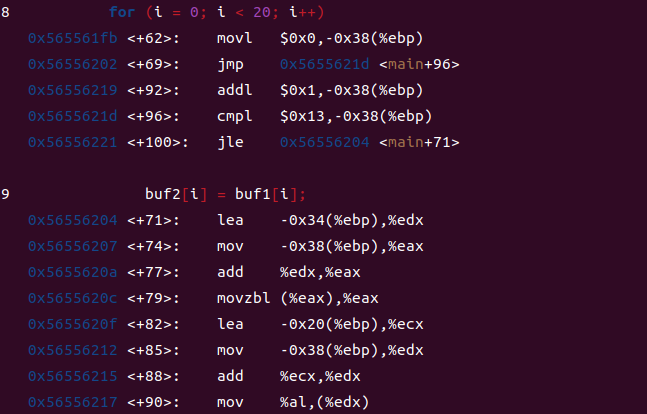 8 for (i = 0; i < 20; i++)
0x565561fb <+62>: movl $0x0,-0x38(%ebp)
0x56556202 <+69>: jmp 0x5655621d <main+96>
0x56556219 <+92>: addl $0x1,-0x38(%ebp)
0x5655621d <+96>: cmpl $0x13,-0x38(%ebp)
0x56556221 <+100>: jle 0x56556204 <main+71>
9 buf2[i] = buf1[i];
0x56556204 <+71>: lea -0x34(%ebp),%edx
0x56556207 <+74>: mov -0x38(%ebp),%eax
0x5655620a <+77>: add %edx,%eax
0x5655620c <+79>: movzbl (%eax),%eax
0x5655620f <+82>: lea -0x20(%ebp),%ecx
0x56556212 <+85>: mov -0x38(%ebp),%edx
0x56556215 <+88>: add %ecx,%edx
0x56556217 <+90>: mov %al,(%edx)